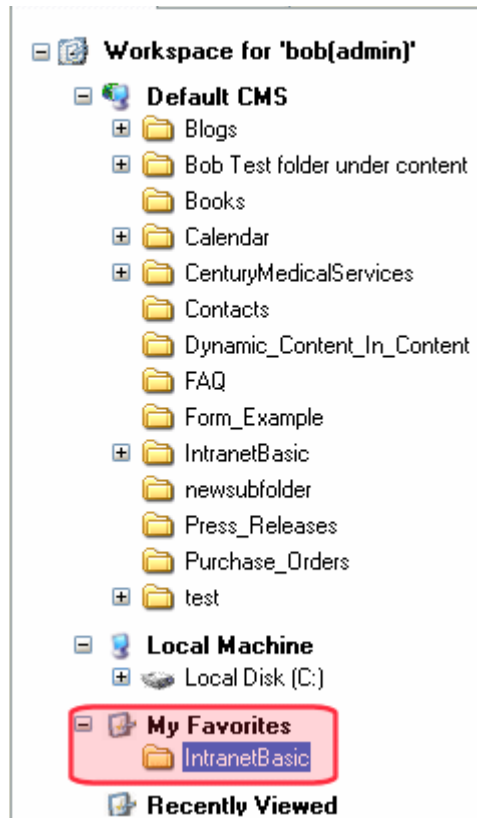 Workspace for 'bob(admin)'
Default CMS
Blogs
Bob Test folder under content
Books
Calendar
CenturyMedicalServices
Contacts
Dynamic_Content_In_Content
FAQ
Form_Example
IntranetBasic
newsubfolder
Press_Releases
Purchase_Orders
test
Local Machine
Local Disk (C:)
My Favorites
IntranetBasic
Recently Viewed